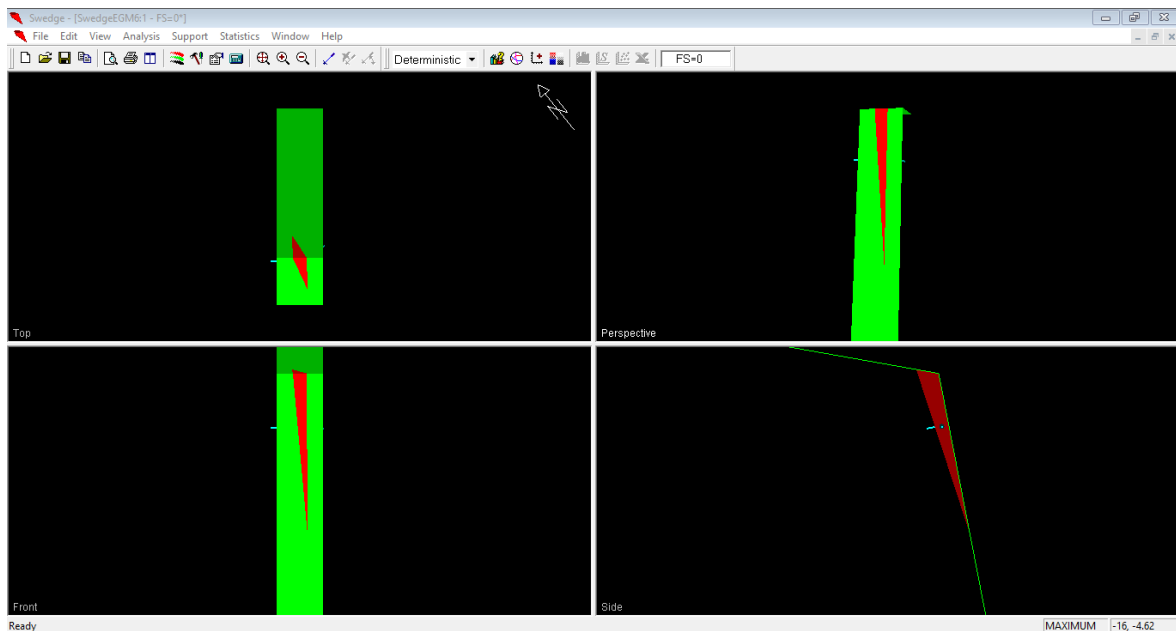 Swedge - [SwedgeEGM6:1 - FS=0*]
File Edit View Analysis Support Statistics Window Help
Deterministic FS=0
N
Top
Perspective
Front
Side
Ready MAXIMUM -16, -4.62